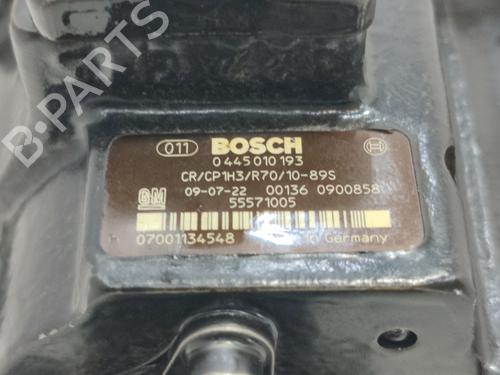 B-PARTS
011 BOSCH
0 445 010 193
CR/CP1H3/R70/10-89S
09-07-22 00136 0900858
GM 55571005
07001134548 in Germany